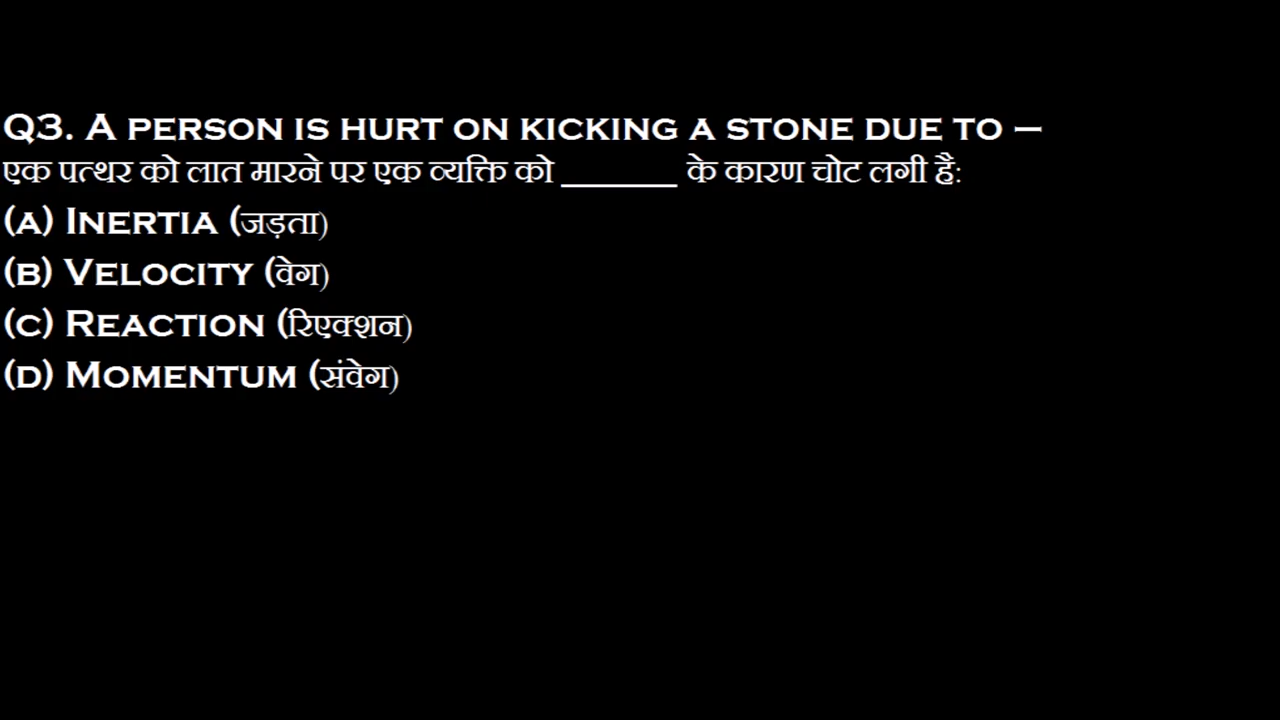 Q3. A PERSON IS HURT ON KICKING A STONE DUE TO –
एक पत्थर को लात मारने पर एक व्यक्ति को ______ के कारण चोट लगी है:
(A) INERTIA (जड़ता)
(B) VELOCITY (वेग)
(C) REACTION (रिएक्शन)
(D) MOMENTUM (संवेग)